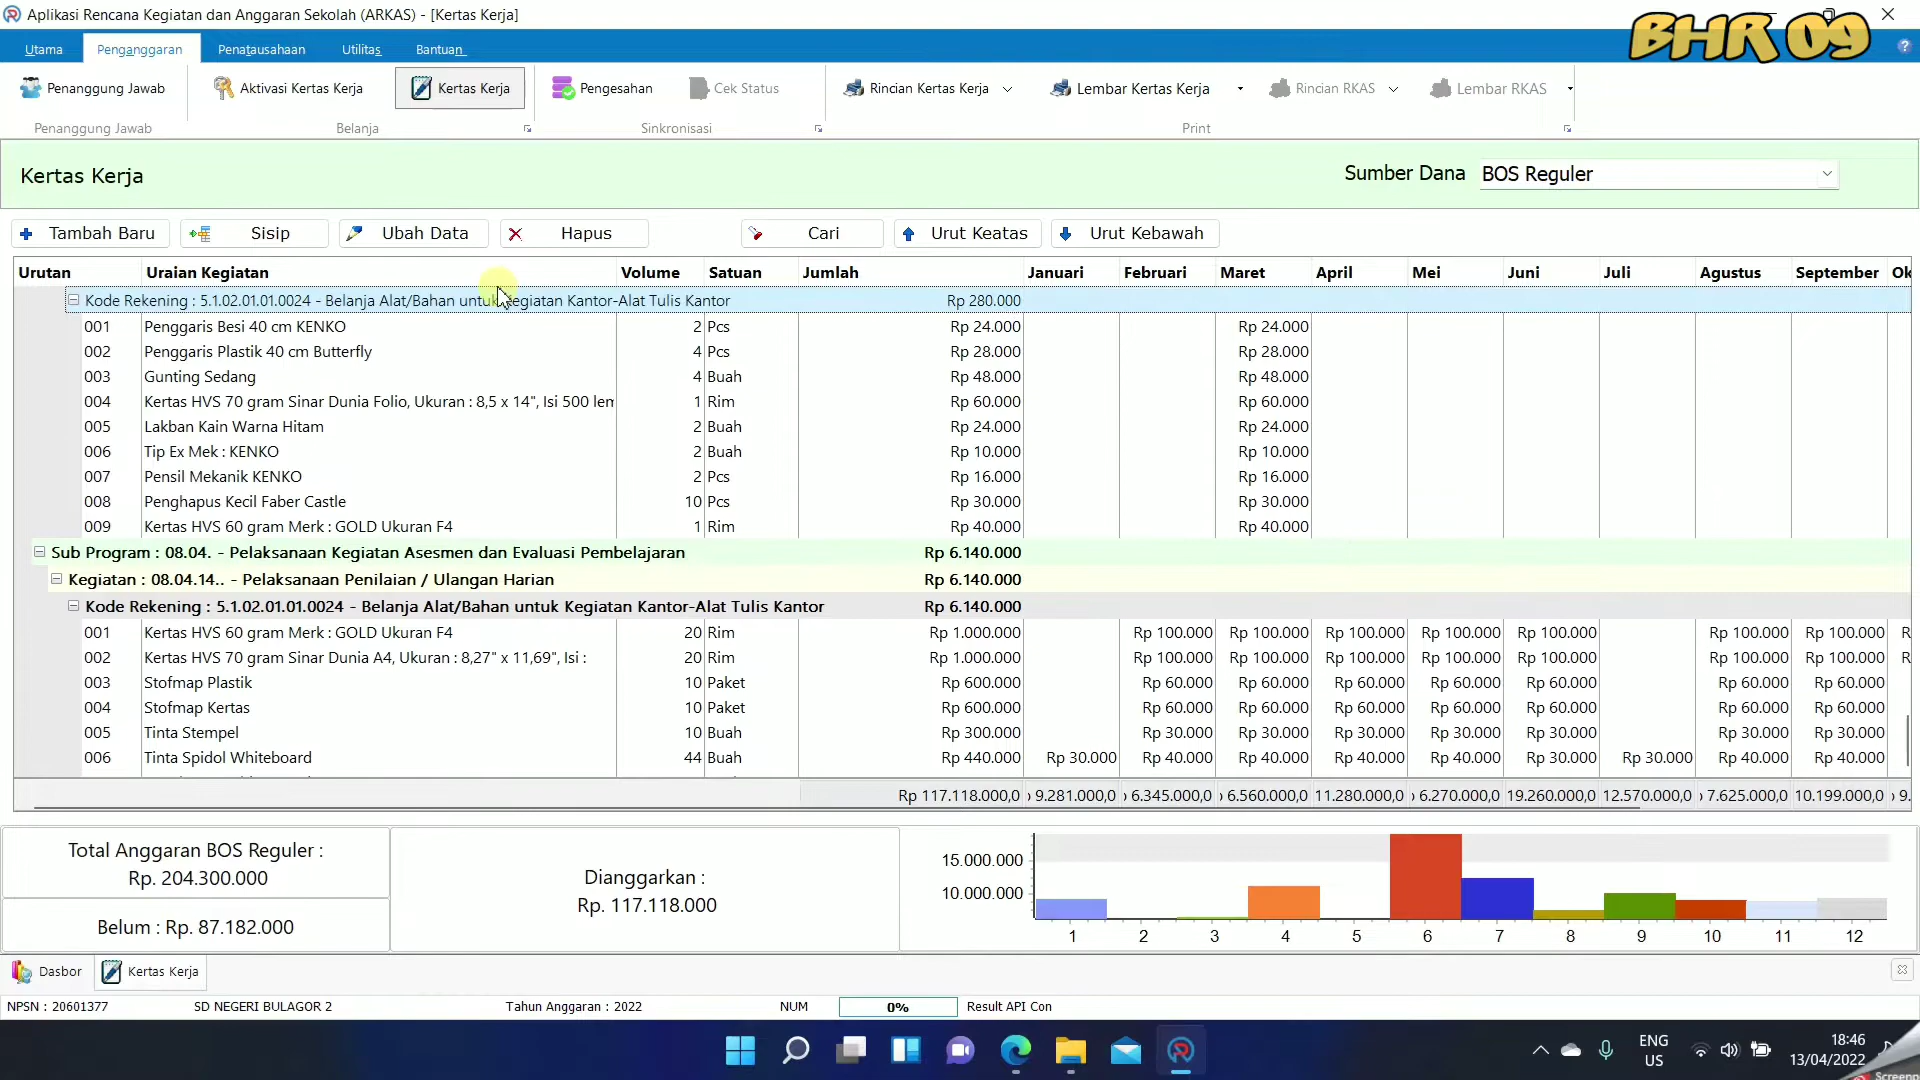 Aplikasi Rencana Kegiatan dan Anggaran Sekolah (ARKAS) - [Kertas Kerja]
BHR 09
Utama Penganggaran Penatausahaan Utilitas Bantuan
Penanggung Jawab Aktivasi Kertas Kerja Kertas Kerja Pengesahan Cek Status Rincian Kertas Kerja Lembar Kertas Kerja Rincian RKAS Lembar RKAS
Penanggung Jawab Belanja Sinkronisasi Print
Kertas Kerja Sumber Dana BOS Reguler
Tambah Baru Sisip Ubah Data Hapus Cari Urut Keatas Urut Kebawah
Urutan Uraian Kegiatan Volume Satuan Jumlah Januari Februari Maret April Mei Juni Juli Agustus September Ok
Kode Rekening : 5.1.02.01.01.0024 - Belanja Alat/Bahan untuk Kegiatan Kantor-Alat Tulis Kantor Rp 280.000
001 Penggaris Besi 40 cm KENKO 2 Pcs Rp 24.000 Rp 24.000
002 Penggaris Plastik 40 cm Butterfly 4 Pcs Rp 28.000 Rp 28.000
003 Gunting Sedang 4 Buah Rp 48.000 Rp 48.000
004 Kertas HVS 70 gram Sinar Dunia Folio, Ukuran : 8,5 x 14", Isi 500 lem 1 Rim Rp 60.000 Rp 60.000
005 Lakban Kain Warna Hitam 2 Buah Rp 24.000 Rp 24.000
006 Tip Ex Mek : KENKO 2 Buah Rp 10.000 Rp 10.000
007 Pensil Mekanik KENKO 2 Pcs Rp 16.000 Rp 16.000
008 Penghapus Kecil Faber Castle 10 Pcs Rp 30.000 Rp 30.000
009 Kertas HVS 60 gram Merk : GOLD Ukuran F4 1 Rim Rp 40.000 Rp 40.000
Sub Program : 08.04. - Pelaksanaan Kegiatan Asesmen dan Evaluasi Pembelajaran Rp 6.140.000
Kegiatan : 08.04.14.. - Pelaksanaan Penilaian / Ulangan Harian Rp 6.140.000
Kode Rekening : 5.1.02.01.01.0024 - Belanja Alat/Bahan untuk Kegiatan Kantor-Alat Tulis Kantor Rp 6.140.000
001 Kertas HVS 60 gram Merk : GOLD Ukuran F4 20 Rim Rp 1.000.000 Rp 100.000 Rp 100.000 Rp 100.000 Rp 100.000 Rp 100.000 Rp 100.000 Rp 100.000 R
002 Kertas HVS 70 gram Sinar Dunia A4, Ukuran : 8,27" x 11,69", Isi : 20 Rim Rp 1.000.000 Rp 100.000 Rp 100.000 Rp 100.000 Rp 100.000 Rp 100.000 Rp 100.000 Rp 100.000 R
003 Stofmap Plastik 10 Paket Rp 600.000 Rp 60.000 Rp 60.000 Rp 60.000 Rp 60.000 Rp 60.000 Rp 60.000 Rp 60.000
004 Stofmap Kertas 10 Paket Rp 600.000 Rp 60.000 Rp 60.000 Rp 60.000 Rp 60.000 Rp 60.000 Rp 60.000 Rp 60.000
005 Tinta Stempel 10 Buah Rp 300.000 Rp 30.000 Rp 30.000 Rp 30.000 Rp 30.000 Rp 30.000 Rp 30.000 Rp 30.000
006 Tinta Spidol Whiteboard 44 Buah Rp 440.000 Rp 30.000 Rp 40.000 Rp 40.000 Rp 40.000 Rp 40.000 Rp 40.000 Rp 30.000 Rp 40.000 Rp 40.000
Rp 117.118.000,0 9.281.000,0 6.345.000,0 6.560.000,0 11.280.000,0 6.270.000,0 19.260.000,0 12.570.000,0 7.625.000,0 10.199.000,0 9.
Total Anggaran BOS Reguler :
Rp. 204.300.000
Belum : Rp. 87.182.000
Dianggarkan :
Rp. 117.118.000
15.000.000
10.000.000
1 2 3 4 5 6 7 8 9 10 11 12
Dasbor Kertas Kerja
NPSN : 20601377 SD NEGERI BULAGOR 2 Tahun Anggaran : 2022 NUM 0% Result API Con
ENG
US
18:46
13/04/2022